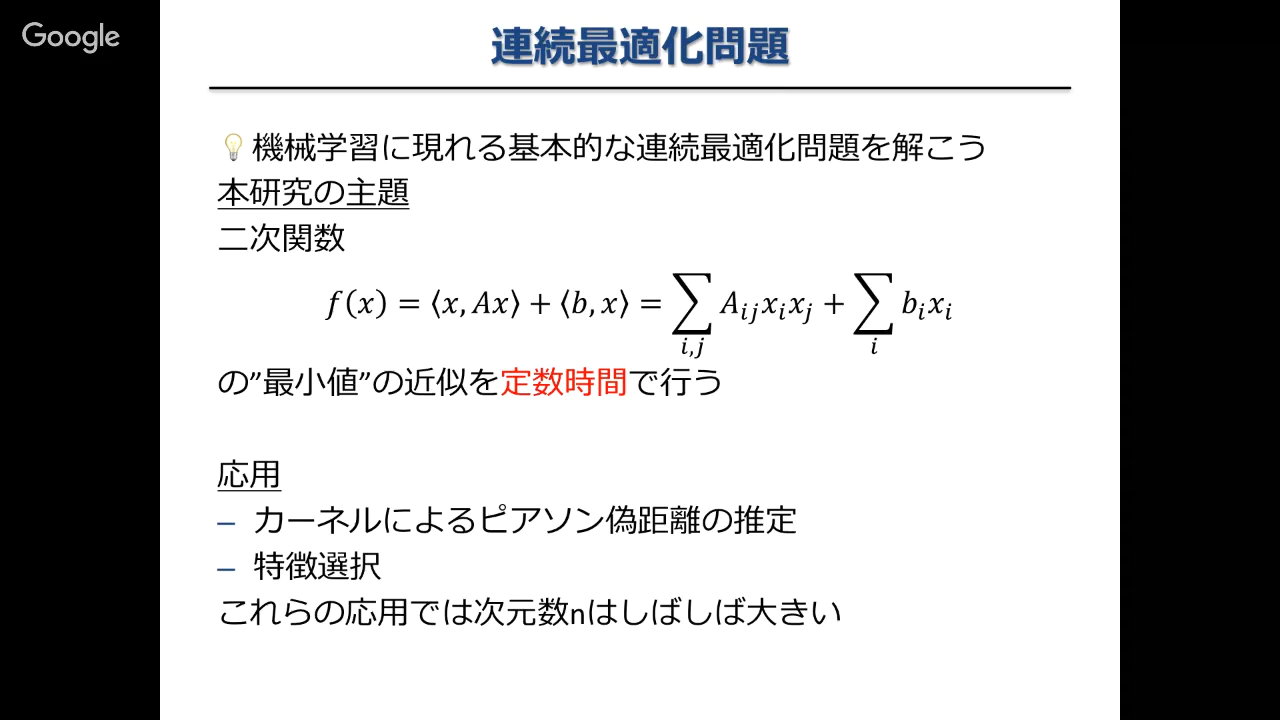 Google
連続最適化問題
💡機械学習に現れる基本的な連続最適化問題を解こう
本研究の主題
二次関数
f(x) = ⟨x, Ax⟩ + ⟨b, x⟩ = ∑_{i,j} A_{ij}x_ix_j + ∑_i b_ix_i
の”最小値”の近似を定数時間で行う
応用
– カーネルによるピアソン偽距離の推定
– 特徴選択
これらの応用では次元数nはしばしば大きい